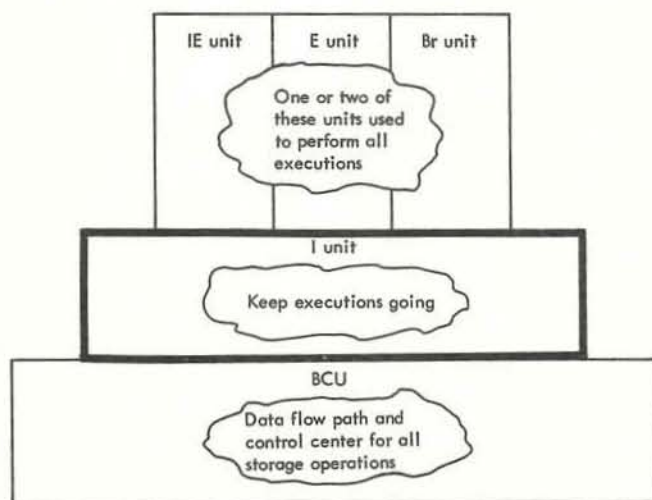 IE unit
E unit
Br unit
One or two of
these units used
to perform all
executions
I unit
Keep executions going
BCU
Data flow path and
control center for all
storage operations